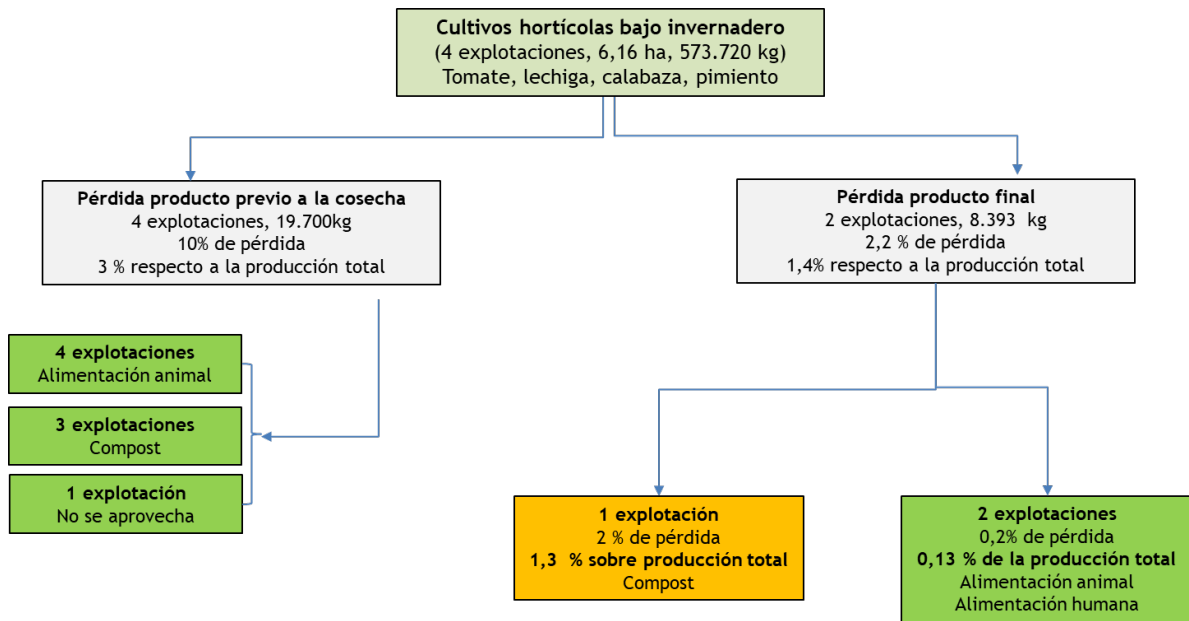 Cultivos hortícolas bajo invernadero
(4 explotaciones, 6,16 ha, 573.720 kg)
Tomate, lechiga, calabaza, pimiento
Pérdida producto previo a la cosecha
4 explotaciones, 19.700kg
10% de pérdida
3 % respecto a la producción total
Pérdida producto final
2 explotaciones, 8.393 kg
2,2 % de pérdida
1,4% respecto a la producción total
4 explotaciones
Alimentación animal
3 explotaciones
Compost
1 explotación
No se aprovecha
1 explotación
2 % de pérdida
1,3 % sobre producción total
Compost
2 explotaciones
0,2% de pérdida
0,13 % de la producción total
Alimentación animal
Alimentación humana